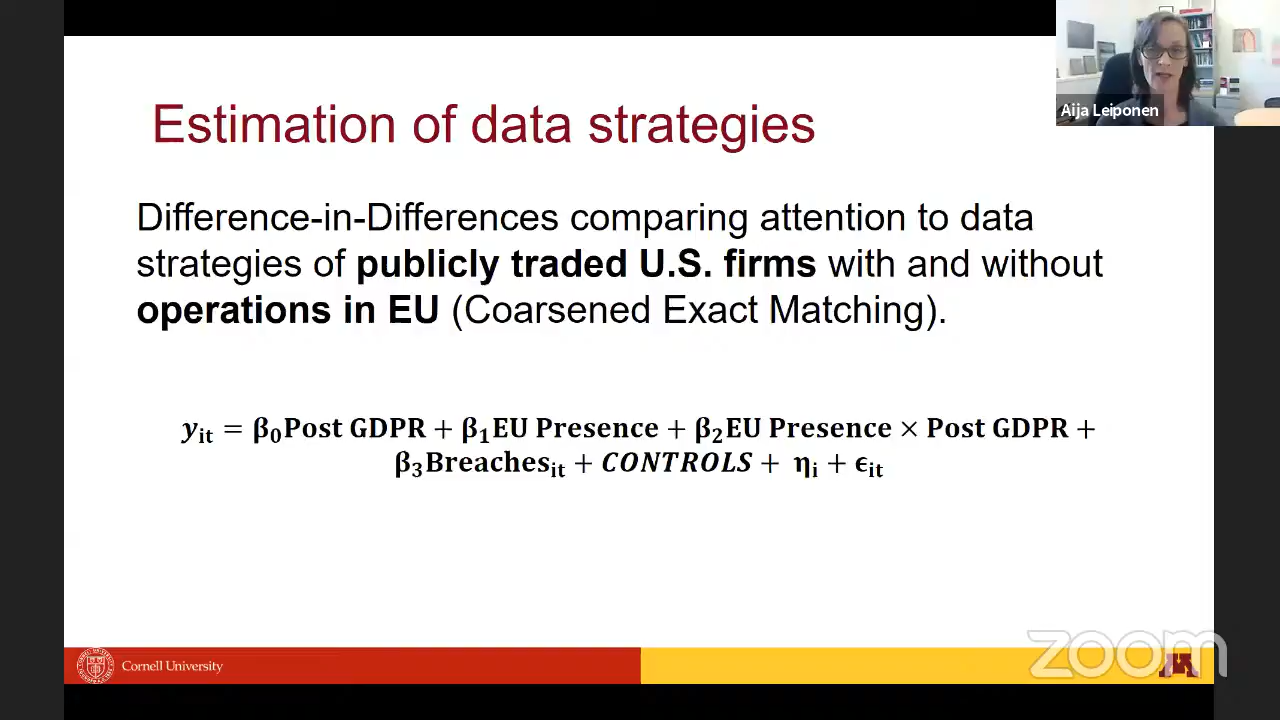 Estimation of data strategies
Aija Leiponen
Difference-in-Differences comparing attention to data
strategies of publicly traded U.S. firms with and without
operations in EU (Coarsened Exact Matching).
𝑦ᵢₜ = β₀Post GDPR + β₁EU Presence + β₂EU Presence × Post GDPR +
β₃Breachesᵢₜ + CONTROLS + ηᵢ + ϵᵢₜ
Cornell University
zoom
M